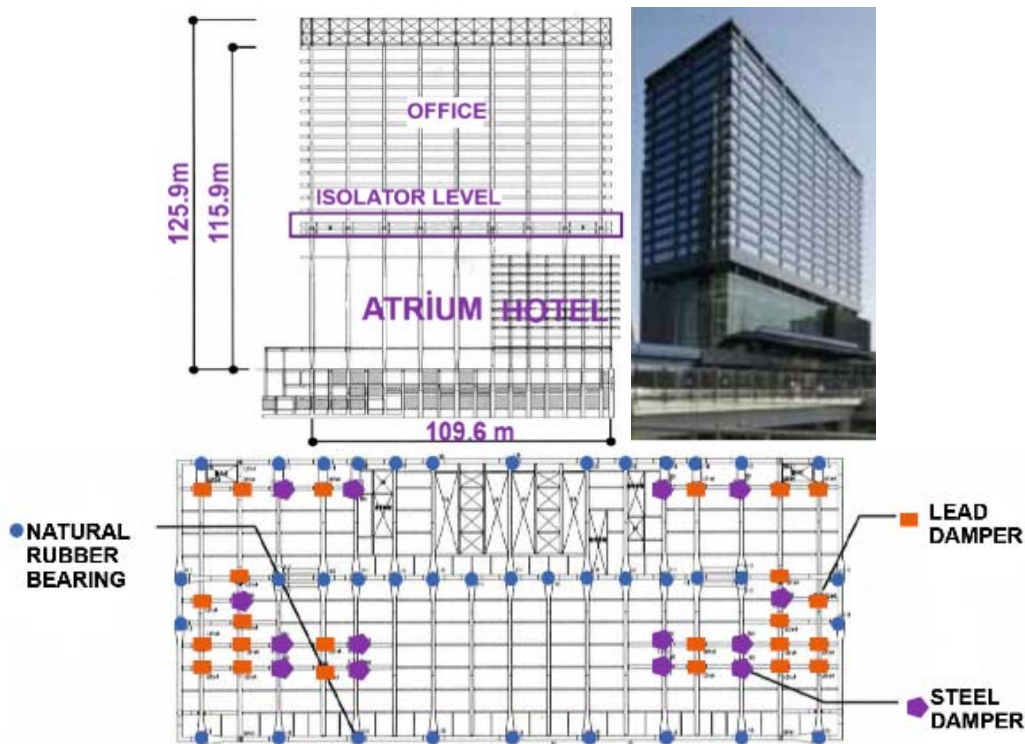 OFFICE
ISOLATOR LEVEL
125.9m
115.9m
ATRİUM HOTEL
109.6 m
NATURAL
RUBBER
BEARING
LEAD
DAMPER
STEEL
DAMPER